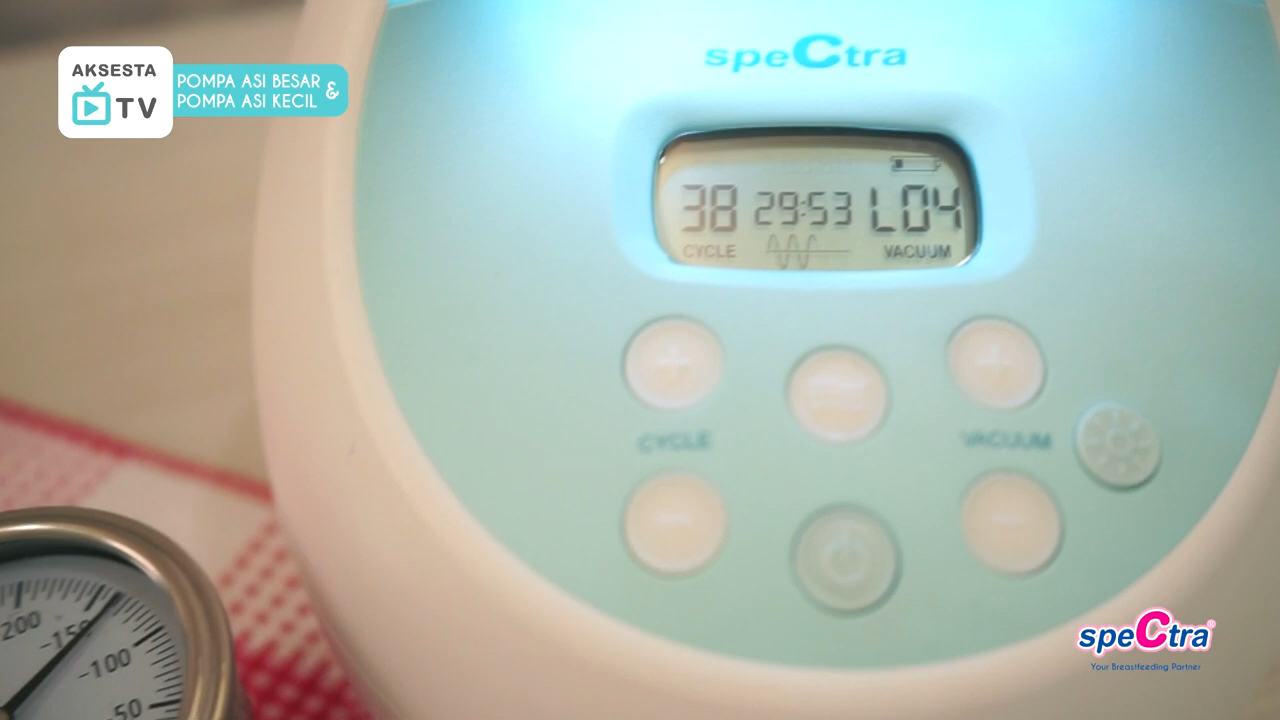 AKSESTA
TV
POMPA ASI BESAR &
POMPA ASI KECIL
speCtra
38 29:53 L04
CYCLE VACUUM
CYCLE VACUUM
200
-150
-100
-50
speCtra®
Your Breastfeeding Partner